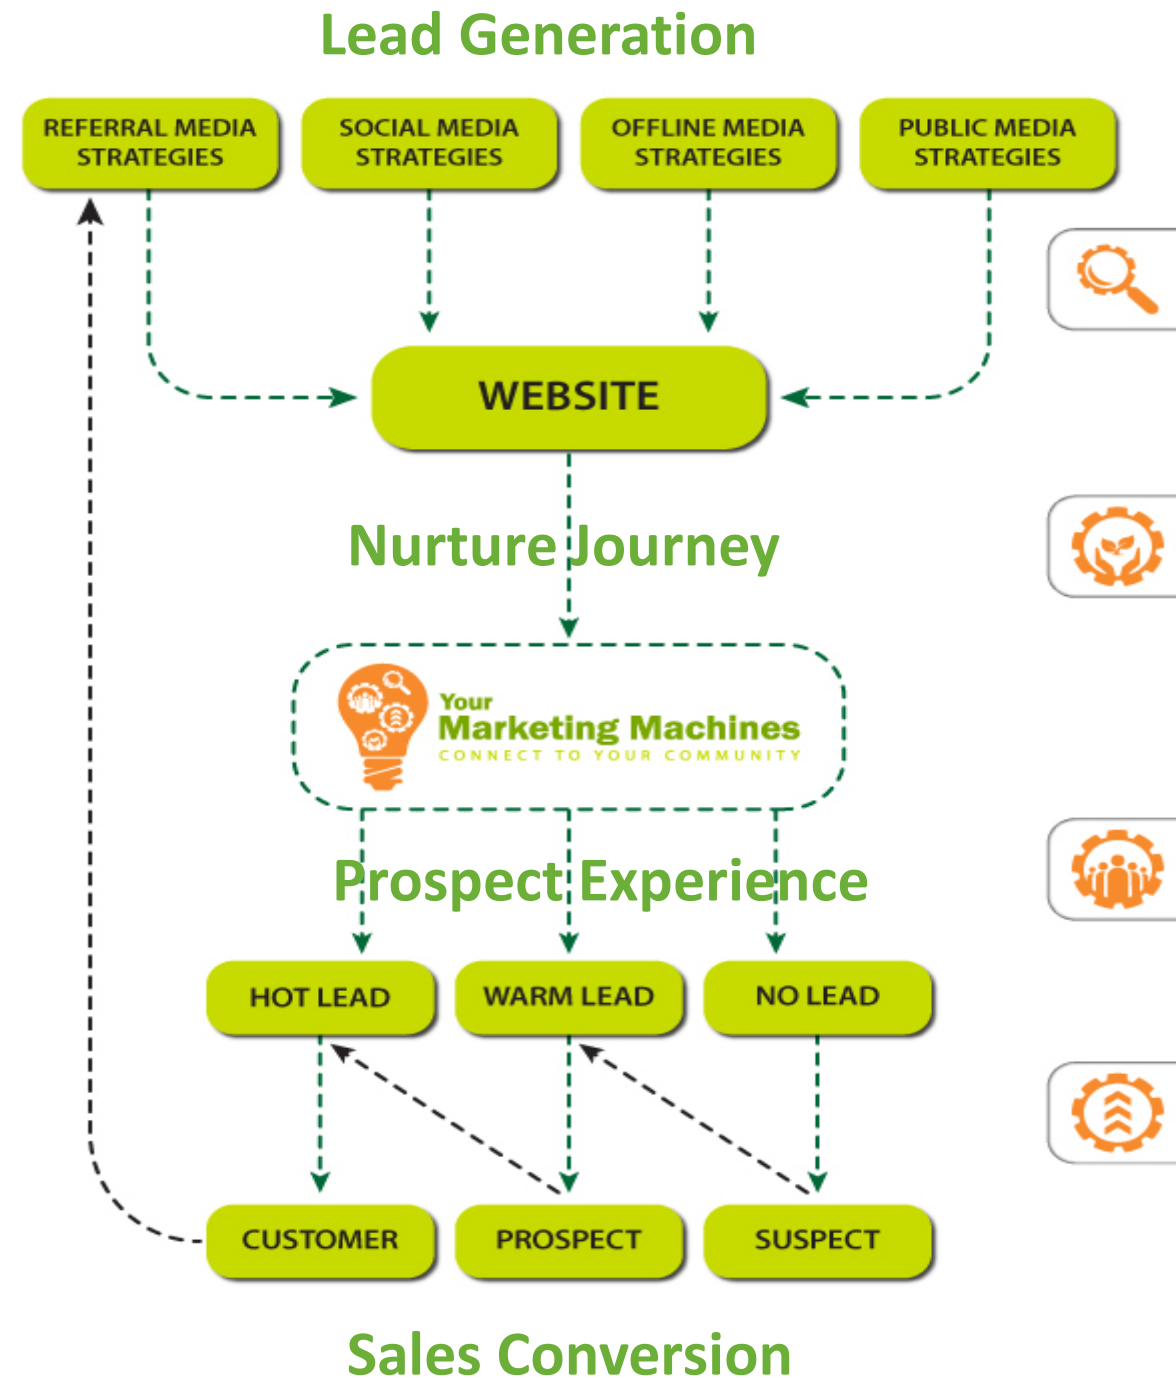 Lead Generation
REFERRAL MEDIA
STRATEGIES
SOCIAL MEDIA
STRATEGIES
OFFLINE MEDIA
STRATEGIES
PUBLIC MEDIA
STRATEGIES
WEBSITE
Nurture Journey
Your
Marketing Machines
CONNECT TO YOUR COMMUNITY
Prospect Experience
HOT LEAD
WARM LEAD
NO LEAD
CUSTOMER
PROSPECT
SUSPECT
Sales Conversion